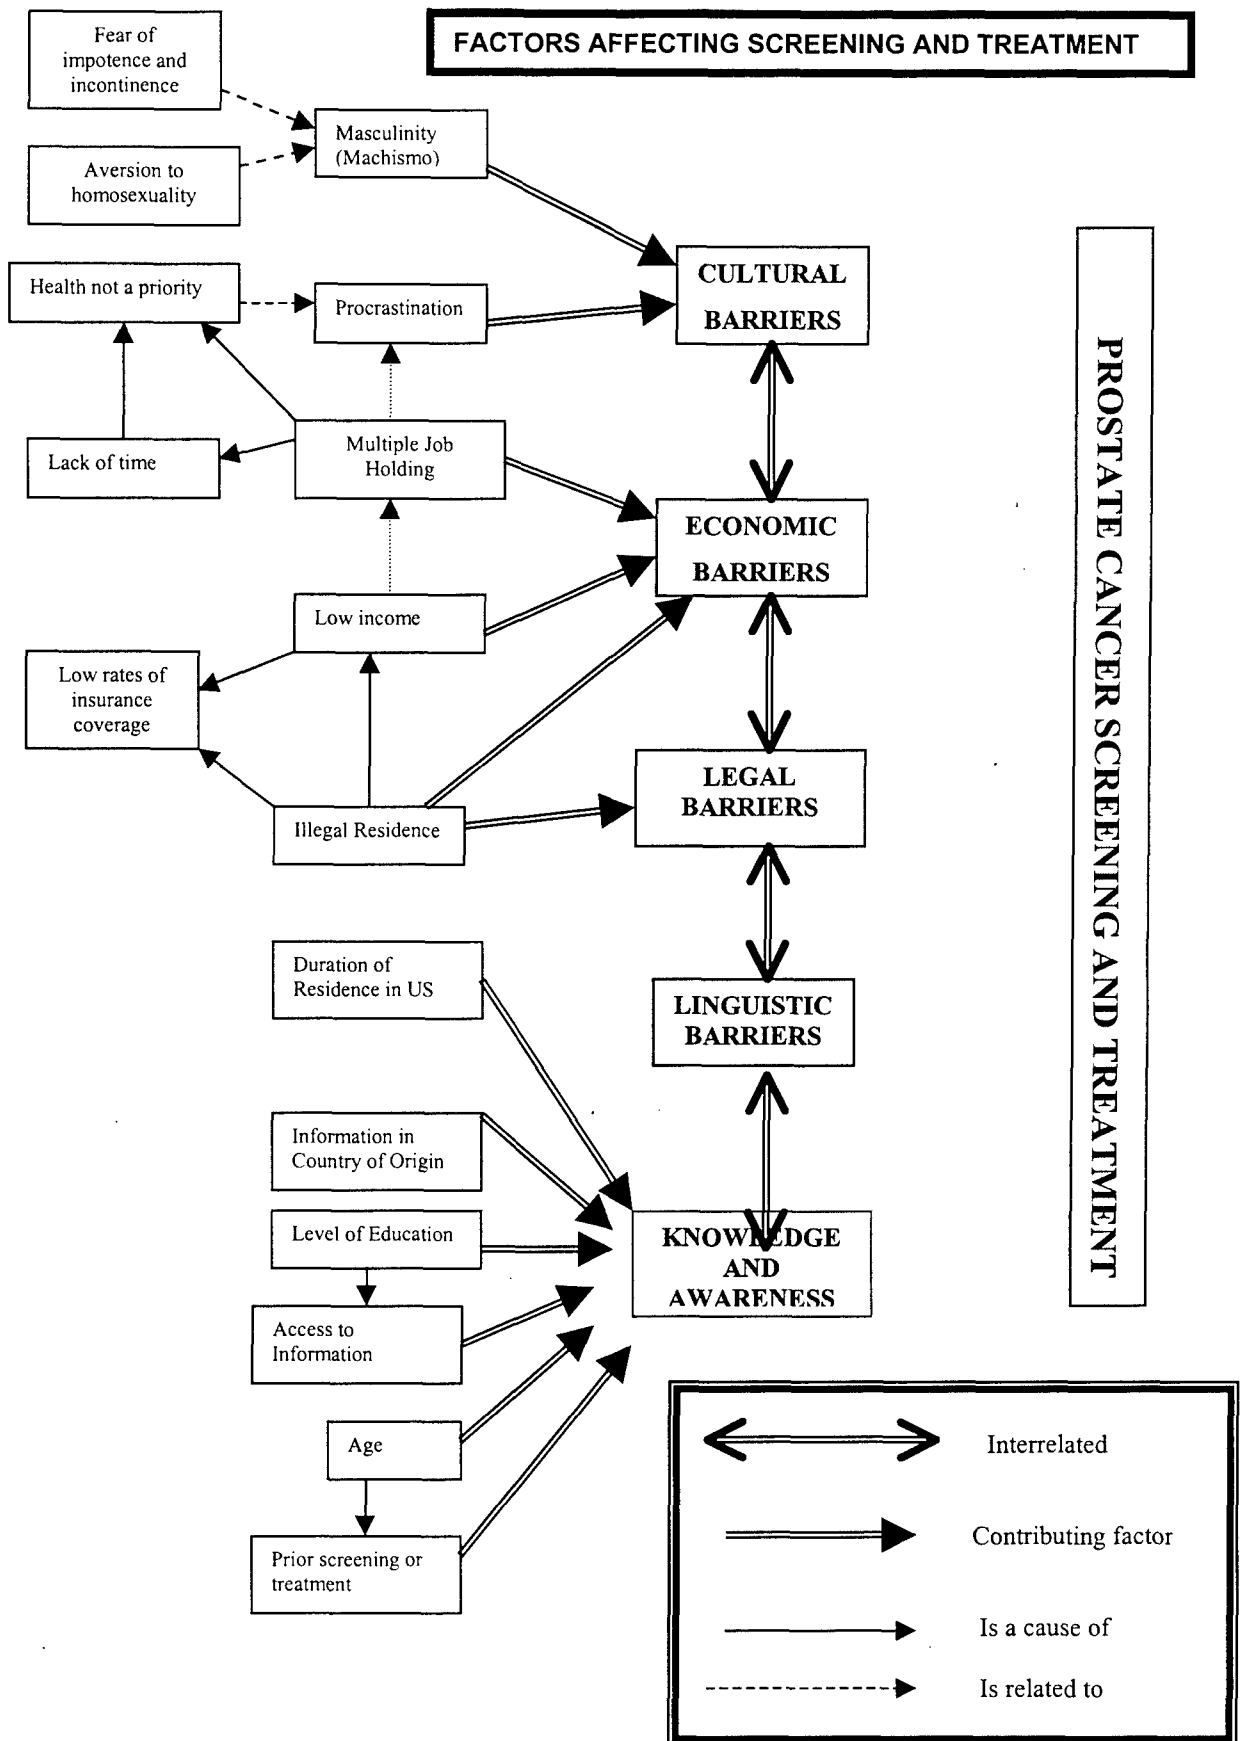 FACTORS AFFECTING SCREENING AND TREATMENT
Fear of
impotence and
incontinence
Masculinity
(Machismo)
Aversion to
homosexuality
CULTURAL
BARRIERS
Health not a priority
Procrastination
Lack of time
Multiple Job
Holding
ECONOMIC
BARRIERS
Low income
Low rates of
insurance
coverage
LEGAL
BARRIERS
Illegal Residence
Duration of
Residence in US
LINGUISTIC
BARRIERS
Information in
Country of Origin
Level of Education
KNOWLEDGE
AND
AWARENESS
Access to
Information
Age
Prior screening or
treatment
PROSTATE CANCER SCREENING AND TREATMENT
Interrelated
Contributing factor
Is a cause of
Is related to